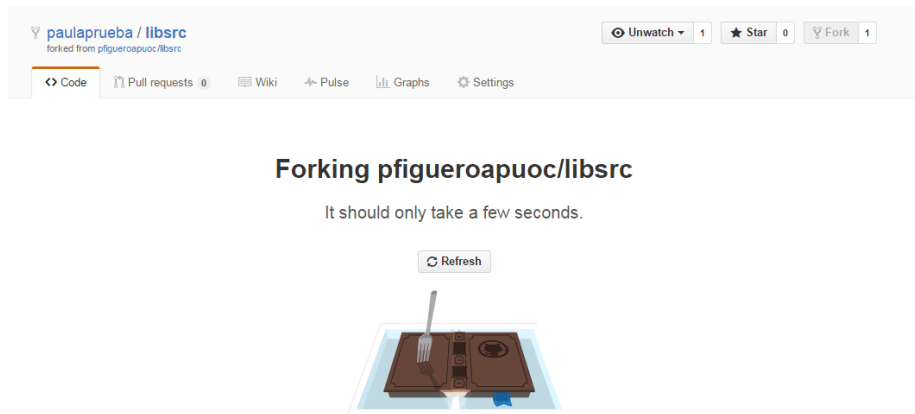 paulaprueba / libsrc
forked from pfigueroapuoc/libsrc
Unwatch 1 Star 0 Fork 1
Code Pull requests 0 Wiki Pulse Graphs Settings
Forking pfigueroapuoc/libsrc
It should only take a few seconds.
Refresh